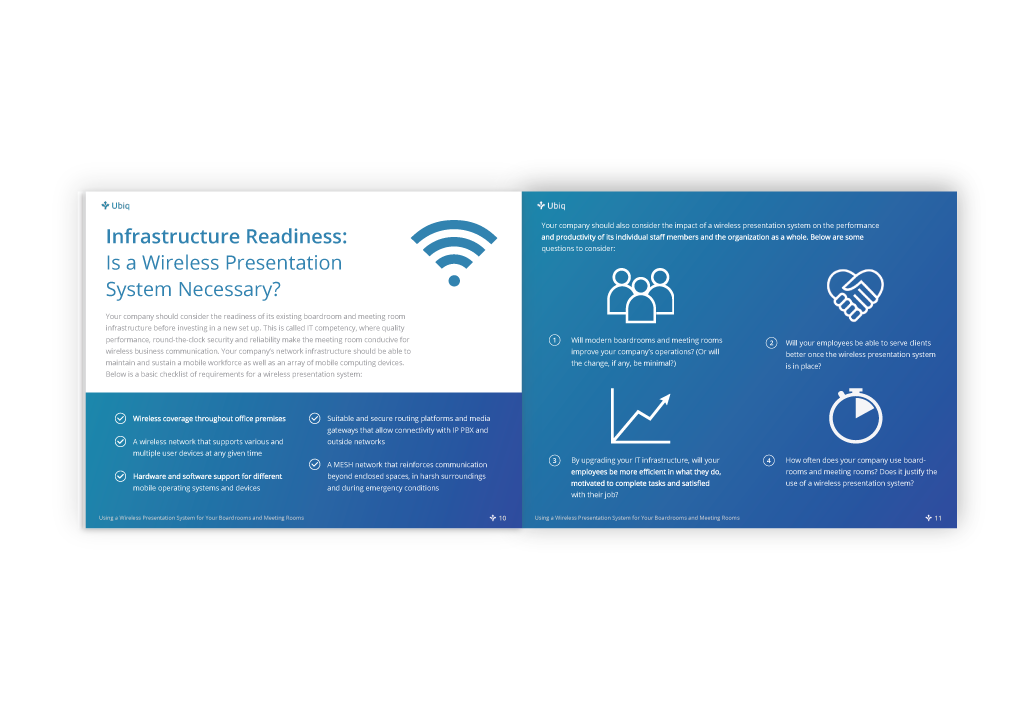 Ubiq
Infrastructure Readiness:
Is a Wireless Presentation
System Necessary?
Your company should consider the readiness of its existing boardroom and meeting room
infrastructure before investing in a new set up. This is called IT competency, where quality
performance, round-the-clock security and reliability make the meeting room conducive for
wireless business communication. Your company's network infrastructure should be able to
maintain and sustain a mobile workforce as well as an array of mobile computing devices.
Below is a basic checklist of requirements for a wireless presentation system:
Wireless coverage throughout office premises
A wireless network that supports various and
multiple user devices at any given time
Hardware and software support for different
mobile operating systems and devices
Suitable and secure routing platforms and media
gateways that allow connectivity with IP PBX and
outside networks
A MESH network that reinforces communication
beyond enclosed spaces, in harsh surroundings
and during emergency conditions
Using a Wireless Presentation System for Your Boardrooms and Meeting Rooms
10
Ubiq
Your company should also consider the impact of a wireless presentation system on the performance
and productivity of its individual staff members and the organization as a whole. Below are some
questions to consider:
1
Will modern boardrooms and meeting rooms
improve your company's operations? (Or will
the change, if any, be minimal?)
2
Will your employees be able to serve clients
better once the wireless presentation system
is in place?
3
By upgrading your IT infrastructure, will your
employees be more efficient in what they do,
motivated to complete tasks and satisfied
with their job?
4
How often does your company use board-
rooms and meeting rooms? Does it justify the
use of a wireless presentation system?
Using a Wireless Presentation System for Your Boardrooms and Meeting Rooms
11